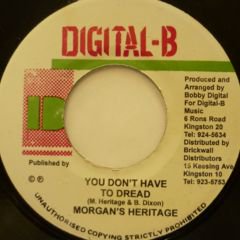 DIGITAL-B
Produced and
Arranged by
Bobby Digital
For Digital-B
Music
6 Rons Road
Kingston 20
Tel: 924-5634
Distributed by
Brickwall
Distributors
15 Keesing Ave
Kingston 10
Tel: 923-5753
Published by
YOU DON'T HAVE
TO DREAD
(M. Heritage & B. Dixon)
MORGAN'S HERITAGE
UNAUTHORISED COPYING STRICTLY PROHIBITED